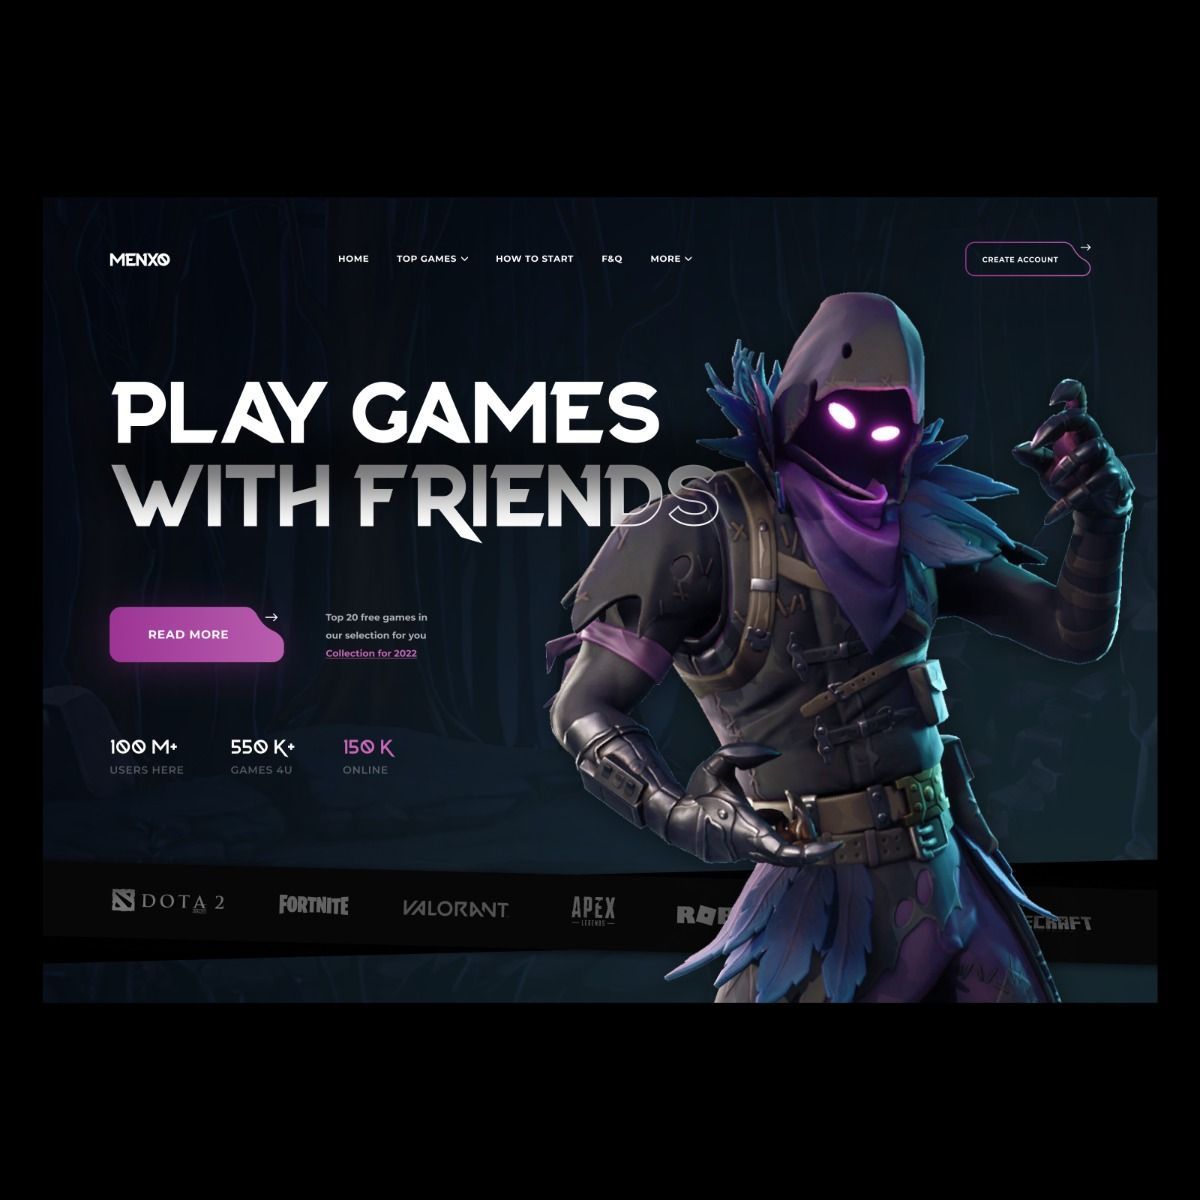 MENXO
HOME TOP GAMES HOW TO START F&Q MORE
CREATE ACCOUNT
PLAY GAMES
WITH FRIENDS
READ MORE
Top 20 free games in
our selection for you
Collection for 2022
100 M+ 550 K+ 150 K
USERS HERE GAMES 4U ONLINE
DOTA 2 FORTNITE VALORANT APEX LEGENDS ROB ECRAFT